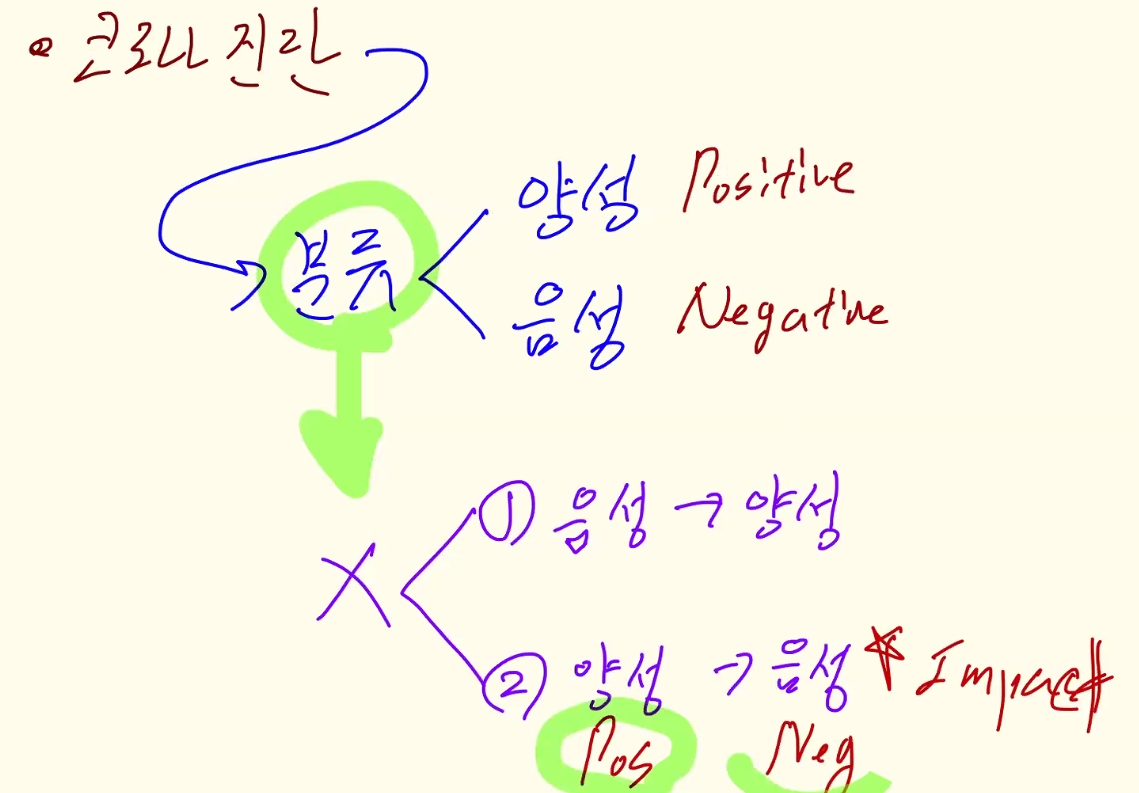 • 코로나 진단
분류
양성 Positive
음성 Negative
X
① 음성 → 양성
② 양성 → 음성 ★ Impact
Pos Neg